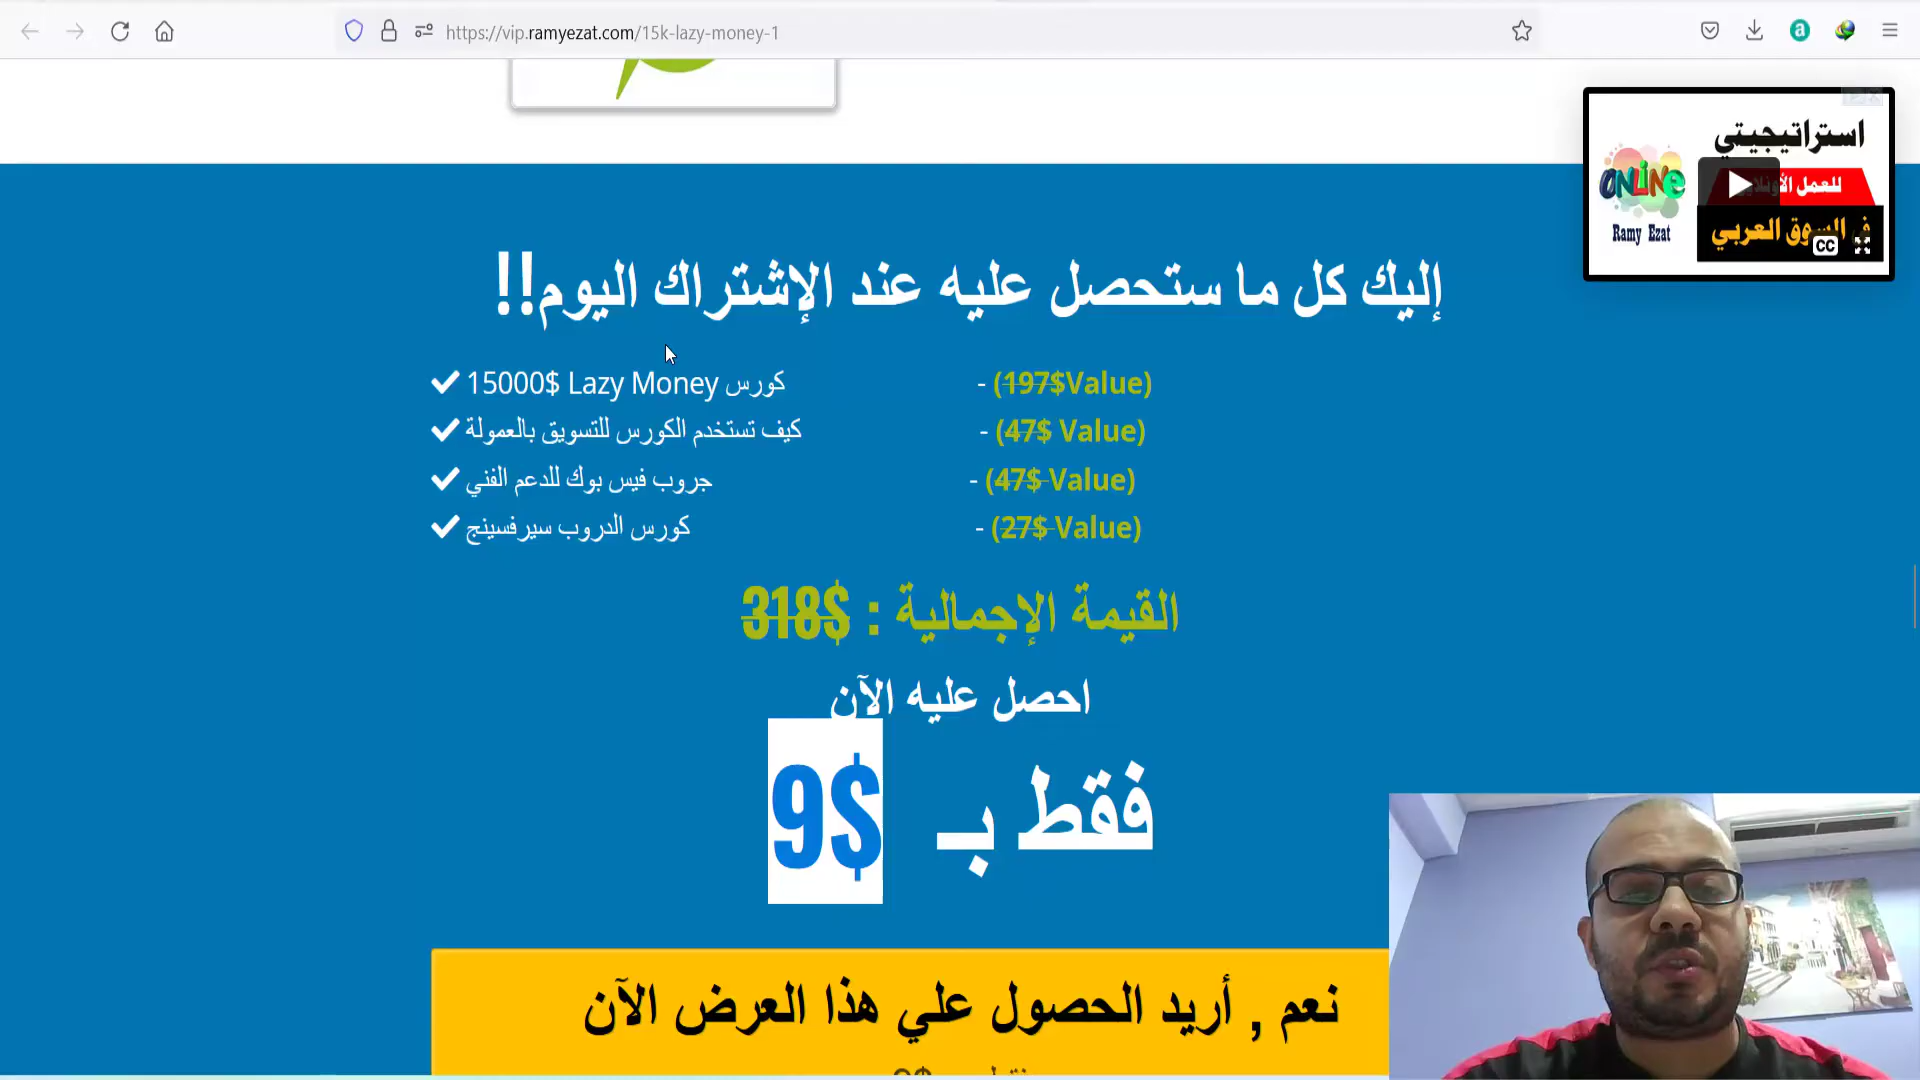 https://vip.ramyezat.com/15k-lazy-money-1
استراتيجيتي
للعمل الأونلاين
في السوق العربي
ONLINE
Ramy Ezat
CC
إليك كل ما ستحصل عليه عند الإشتراك اليوم!!
كورس 15000$ Lazy Money - (197$Value)
كيف تستخدم الكورس للتسويق بالعمولة - (47$ Value)
جروب فيس بوك للدعم الفني - (47$ Value)
كورس الدروب سيرفسينج - (27$ Value)
القيمة الإجمالية : 318$
احصل عليه الآن
فقط بـ 9$
نعم , أريد الحصول علي هذا العرض الآن